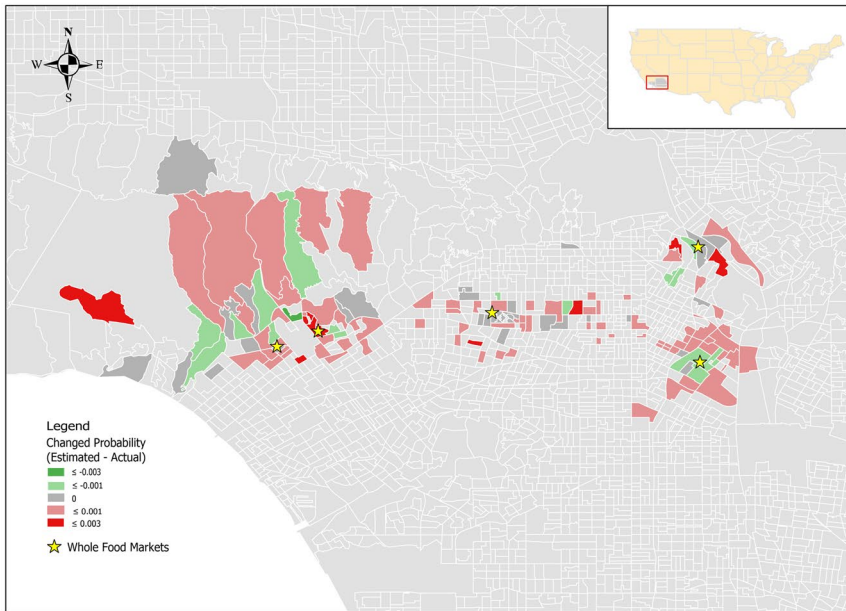 N
W E
S
Legend
Changed Probability
(Estimated - Actual)
≤ -0.003
≤ -0.001
0
≤ 0.001
≤ 0.003
Whole Food Markets